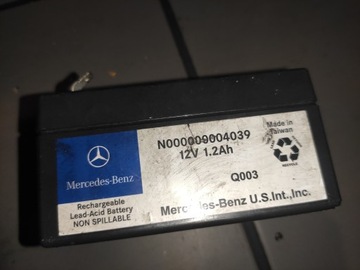 N000000004039
12V 1.2Ah
Made in
Taiwan
Q003
Mercedes-Benz
Rechargeable
Lead-Acid Battery
NON SPILLABLE
Mercedes-Benz U.S.Int.,Inc.